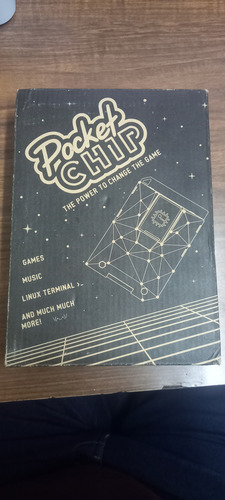 Pocket
CHIP
THE POWER TO CHANGE THE GAME
GAMES
MUSIC
LINUX TERMINAL
AND MUCH MUCH
MORE!